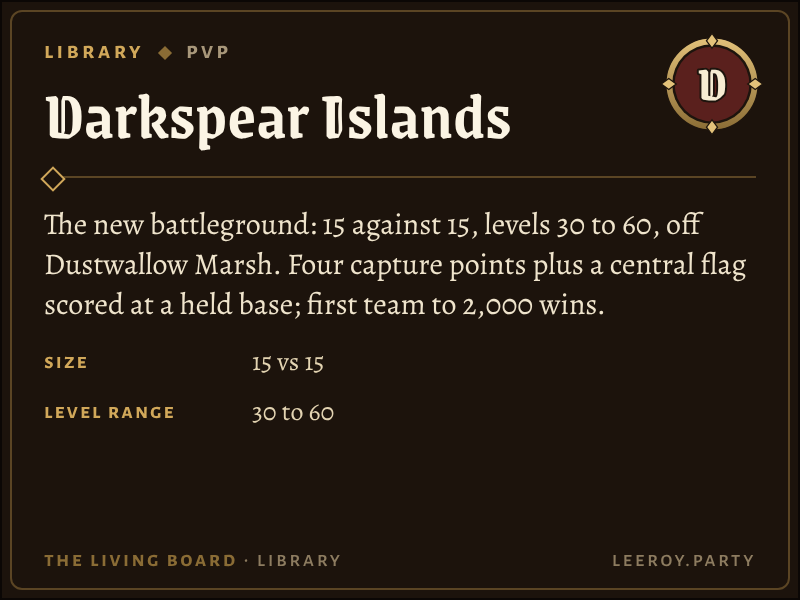 LIBRARY ◆ PVP
D
Darkspear Islands
The new battleground: 15 against 15, levels 30 to 60, off
Dustwallow Marsh. Four capture points plus a central flag
scored at a held base; first team to 2,000 wins.
SIZE 15 vs 15
LEVEL RANGE 30 to 60
THE LIVING BOARD · LIBRARY LEEROY.PARTY